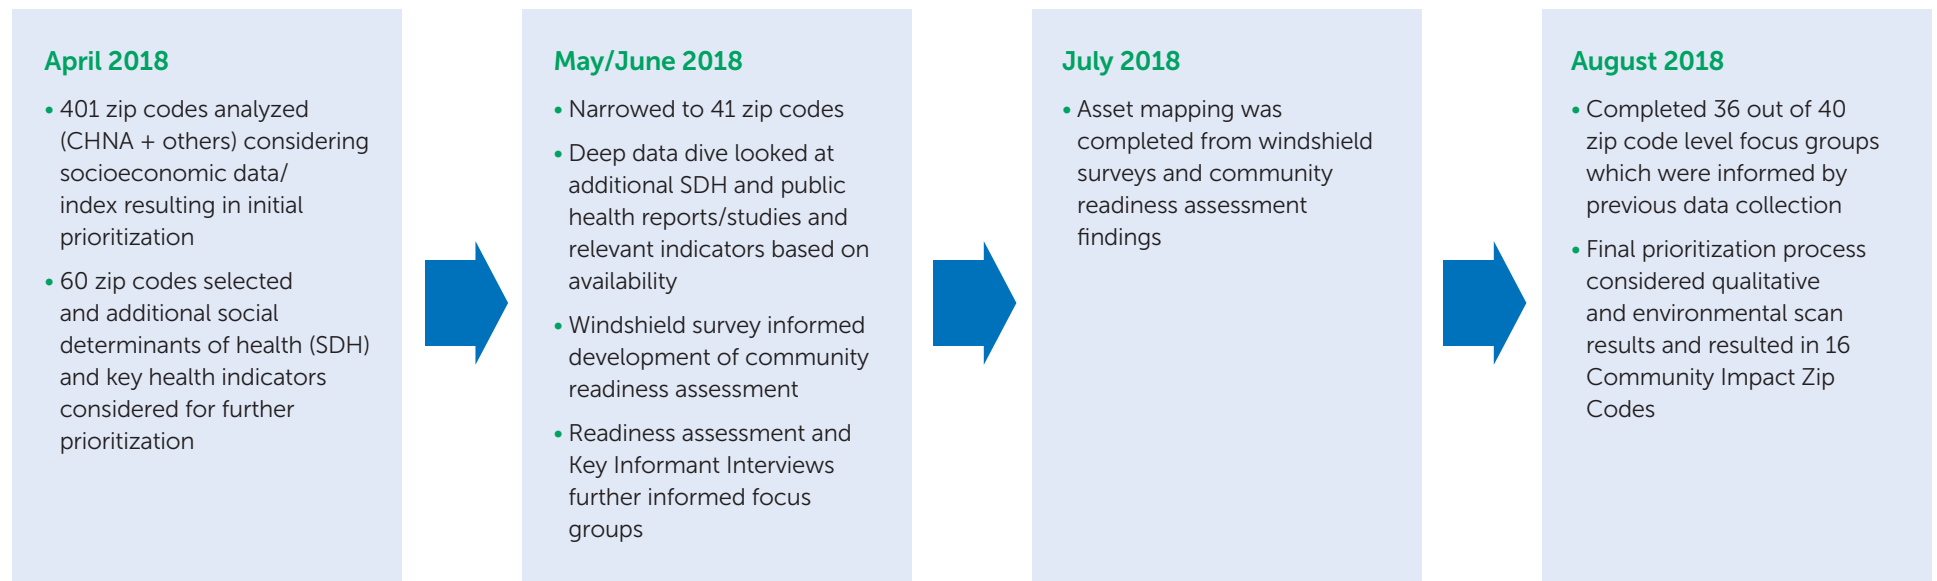 April 2018
• 401 zip codes analyzed
(CHNA + others) considering
socioeconomic data/
index resulting in initial
prioritization
• 60 zip codes selected
and additional social
determinants of health (SDH)
and key health indicators
considered for further
prioritization
May/June 2018
• Narrowed to 41 zip codes
• Deep data dive looked at
additional SDH and public
health reports/studies and
relevant indicators based on
availability
• Windshield survey informed
development of community
readiness assessment
• Readiness assessment and
Key Informant Interviews
further informed focus
groups
July 2018
• Asset mapping was
completed from windshield
surveys and community
readiness assessment
findings
August 2018
• Completed 36 out of 40
zip code level focus groups
which were informed by
previous data collection
• Final prioritization process
considered qualitative
and environmental scan
results and resulted in 16
Community Impact Zip
Codes